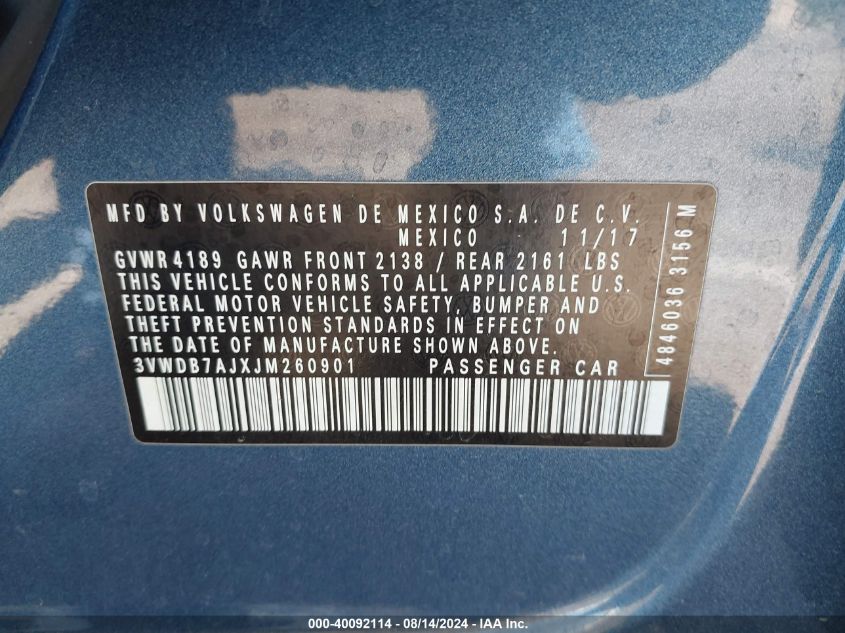 MFD BY VOLKSWAGEN DE MEXICO S.A. DE C.V.
MEXICO 11/17
GVWR 4189 GAWR FRONT 2138 / REAR 2161 LBS
THIS VEHICLE CONFORMS TO ALL APPLICABLE U.S.
FEDERAL MOTOR VEHICLE SAFETY, BUMPER AND
THEFT PREVENTION STANDARDS IN EFFECT ON
THE DATE OF MANUFACTURE SHOWN ABOVE.
3VWDB7AJXJM260901 PASSENGER CAR
4846036 3156 M
000-40092114 - 08/14/2024 - IAA Inc.